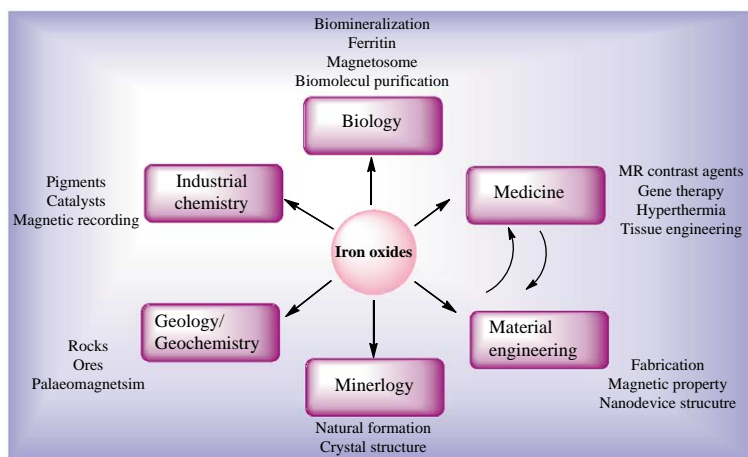 Biomineralization
Ferritin
Magnetosome
Biomolecul purification
Biology
Pigments
Catalysts
Magnetic recording
Industrial
chemistry
Medicine
MR contrast agents
Gene therapy
Hyperthermia
Tissue engineering
Iron oxides
Rocks
Ores
Palaeomagnetsim
Geology/
Geochemistry
Minerlogy
Natural formation
Crystal structure
Material
engineering
Fabrication
Magnetic property
Nanodevice strucutre